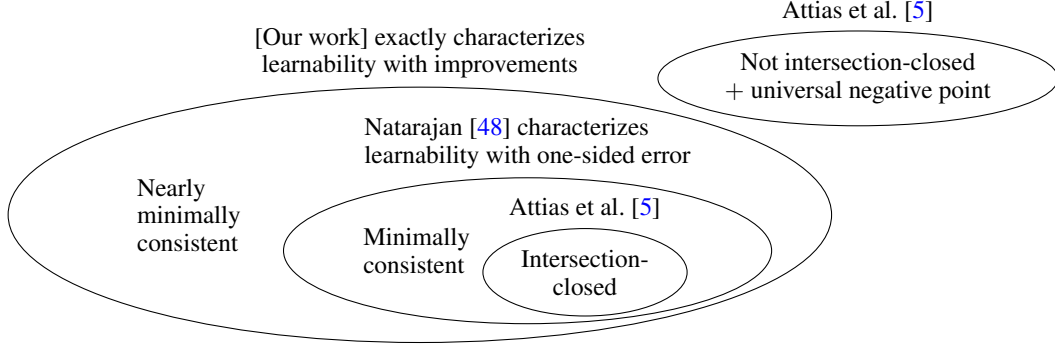 Attias et al. [5]
Not intersection-closed
+ universal negative point
[Our work] exactly characterizes
learnability with improvements
Natarajan [48] characterizes
learnability with one-sided error
Nearly
minimally
consistent
Attias et al. [5]
Minimally
consistent
Intersection-
closed